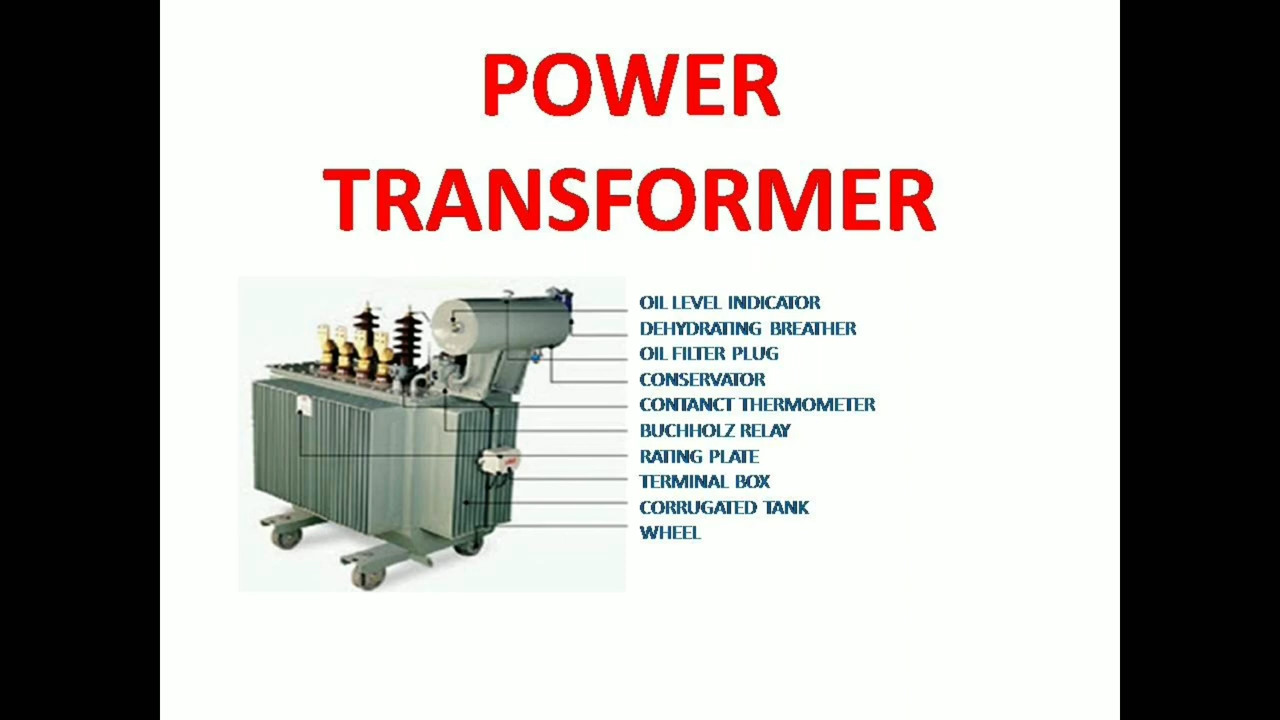 POWER
TRANSFORMER
OIL LEVEL INDICATOR
DEHYDRATING BREATHER
OIL FILTER PLUG
CONSERVATOR
CONTANCT THERMOMETER
BUCHHOLZ RELAY
RATING PLATE
TERMINAL BOX
CORRUGATED TANK
WHEEL